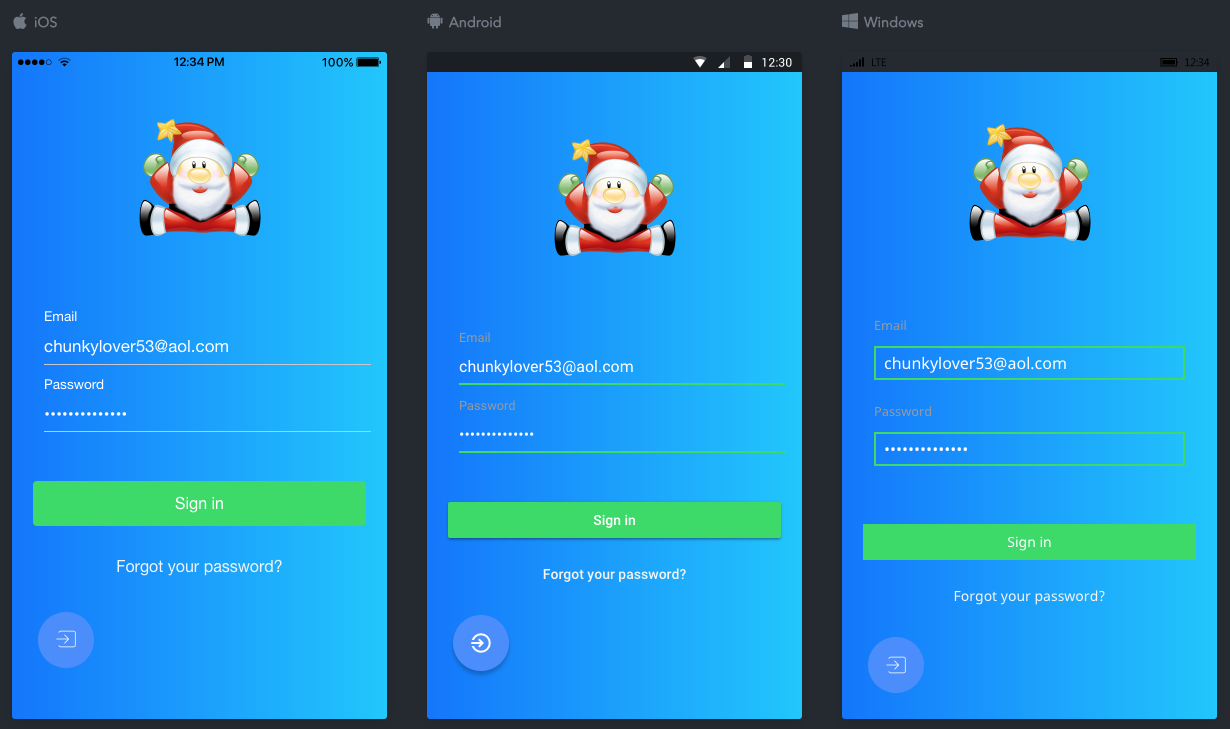 iOS
12:34 PM
100%
Email
chunkylover53@aol.com
Password
••••••••••••••
Sign in
Forgot your password?
Android
12:30
Email
chunkylover53@aol.com
Password
••••••••••••••
Sign in
Forgot your password?
Windows
LTE
12:34
Email
chunkylover53@aol.com
Password
••••••••••••••
Sign in
Forgot your password?